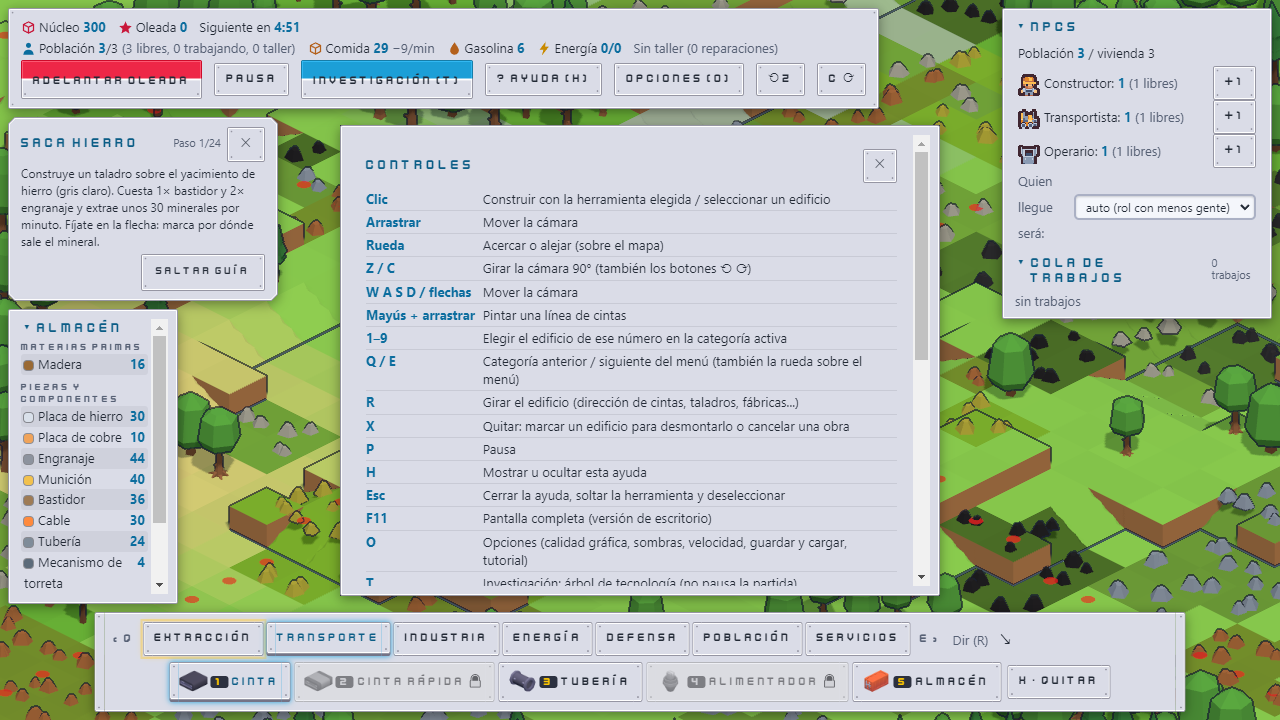 Núcleo 300 Oleada 0 Siguiente en 4:51
Población 3/3 (3 libres, 0 trabajando, 0 taller) Comida 29 −9/min Gasolina 6 Energía 0/0 Sin taller (0 reparaciones)
ADELANTAR OLEADA PAUSA INVESTIGACIÓN (T) ? AYUDA (H) OPCIONES (O) ⟲2 C ⟳
SACA HIERRO Paso 1/24 ×
Construye un taladro sobre el yacimiento de
hierro (gris claro). Cuesta 1× bastidor y 2×
engranaje y extrae unos 30 minerales por
minuto. Fíjate en la flecha: marca por dónde
sale el mineral.
SALTAR GUÍA
ALMACÉN
MATERIAS PRIMAS
Madera 16
PIEZAS Y
COMPONENTES
Placa de hierro 30
Placa de cobre 10
Engranaje 44
Munición 40
Bastidor 36
Cable 30
Tubería 24
Mecanismo de 4
torreta
CONTROLES ×
Clic Construir con la herramienta elegida / seleccionar un edificio
Arrastrar Mover la cámara
Rueda Acercar o alejar (sobre el mapa)
Z / C Girar la cámara 90° (también los botones ⟲ ⟳)
W A S D / flechas Mover la cámara
Mayús + arrastrar Pintar una línea de cintas
1–9 Elegir el edificio de ese número en la categoría activa
Q / E Categoría anterior / siguiente del menú (también la rueda sobre el
menú)
R Girar el edificio (dirección de cintas, taladros, fábricas...)
X Quitar: marcar un edificio para desmontarlo o cancelar una obra
P Pausa
H Mostrar u ocultar esta ayuda
Esc Cerrar la ayuda, soltar la herramienta y deseleccionar
F11 Pantalla completa (versión de escritorio)
O Opciones (calidad gráfica, sombras, velocidad, guardar y cargar,
tutorial)
T Investigación: árbol de tecnología (no pausa la partida)
NPCS
Población 3 / vivienda 3
Constructor: 1 (1 libres) +1
Transportista: 1 (1 libres) +1
Operario: 1 (1 libres) +1
Quien
llegue auto (rol con menos gente)
será:
COLA DE 0
TRABAJOS trabajos
sin trabajos
‹ Q EXTRACCIÓN TRANSPORTE INDUSTRIA ENERGÍA DEFENSA POBLACIÓN SERVICIOS E › Dir (R) ↘
1 CINTA 2 CINTA RÁPIDA 3 TUBERÍA 4 ALIMENTADOR 5 ALMACÉN X · QUITAR